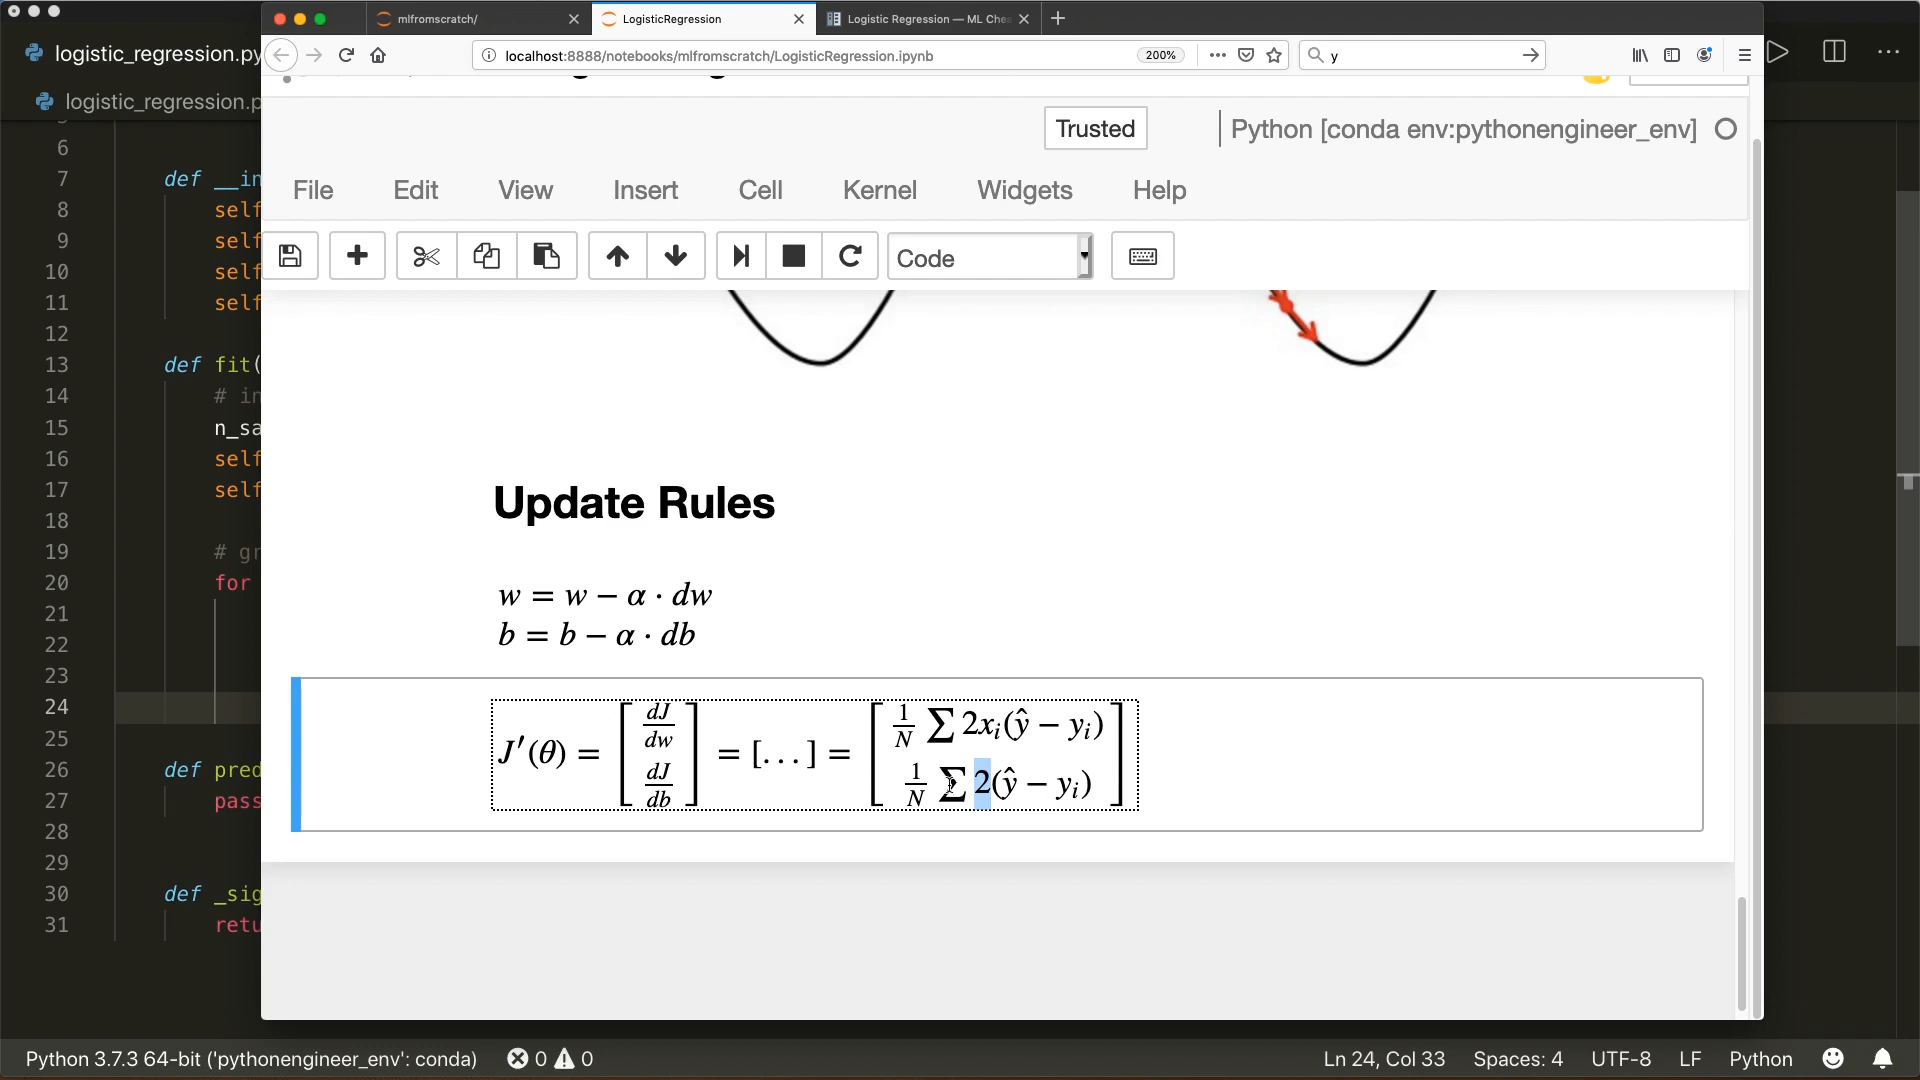 logistic_regression.py
logistic_regression.p
mlfromscratch/
LogisticRegression
Logistic Regression — ML Chea
localhost:8888/notebooks/mlfromscratch/LogisticRegression.ipynb
200%
y
Trusted
Python [conda env:pythonengineer_env]
File Edit View Insert Cell Kernel Widgets Help
Code
6
7 def __in
8 self
9 self
10 self
11 self
12
13 def fit(
14 # in
15 n_sa
16 self
17 self
18
19 # gr
20 for
21
22
23
24
25
26 def pred
27 pass
28
29
30 def _sig
31 retu
Update Rules
w = w − α · dw
b = b − α · db
J′(θ) = [dJ/dw dJ/db] = [...] = [1/N ∑ 2xᵢ(ŷ − yᵢ) 1/N ∑ 2(ŷ − yᵢ)]
Python 3.7.3 64-bit ('pythonengineer_env': conda) 0 0 Ln 24, Col 33 Spaces: 4 UTF-8 LF Python